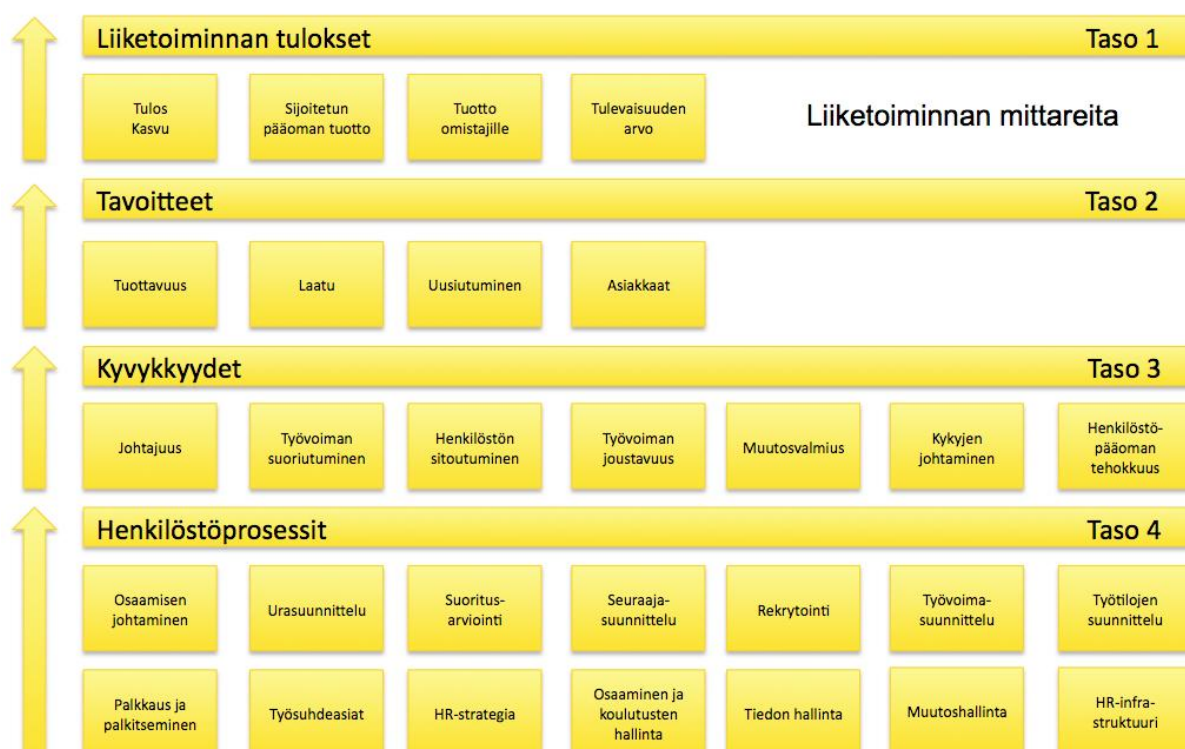 Liiketoiminnan tulokset Taso 1
Tulos
Kasvu
Sijoitetun
pääoman tuotto
Tuotto
omistajille
Tulevaisuuden
arvo
Liiketoiminnan mittareita
Tavoitteet Taso 2
Tuottavuus
Laatu
Uusiutuminen
Asiakkaat
Kyvykkyydet Taso 3
Johtajuus
Työvoiman
suoriutuminen
Henkilöstön
sitoutuminen
Työvoiman
joustavuus
Muutosvalmius
Kykyjen
johtaminen
Henkilöstö-
pääoman
tehokkuus
Henkilöstöprosessit Taso 4
Osaamisen
johtaminen
Urasuunnittelu
Suoritus-
arviointi
Seuraaja-
suunnittelu
Rekrytointi
Työvoima-
suunnittelu
Työtilojen
suunnittelu
Palkkaus ja
palkitseminen
Työsuhdeasiat
HR-strategia
Osaaminen ja
koulutusten
hallinta
Tiedon hallinta
Muutoshallinta
HR-infra-
struktuuri